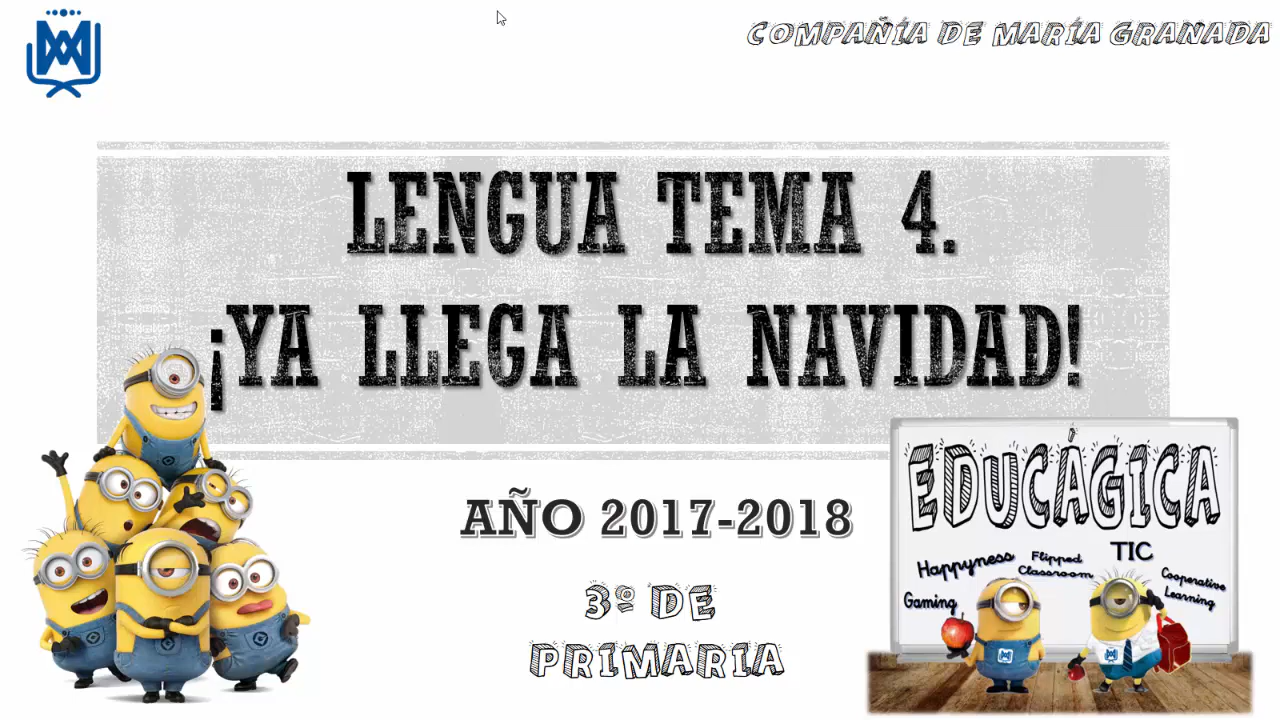 COMPAÑÍA DE MARÍA GRANADA
LENGUA TEMA 4.
¡YA LLEGA LA NAVIDAD!
AÑO 2017-2018
3º DE
PRIMARIA
EDUCÁGICA
Happyness Flipped Classroom TIC
Gaming Cooperative Learning